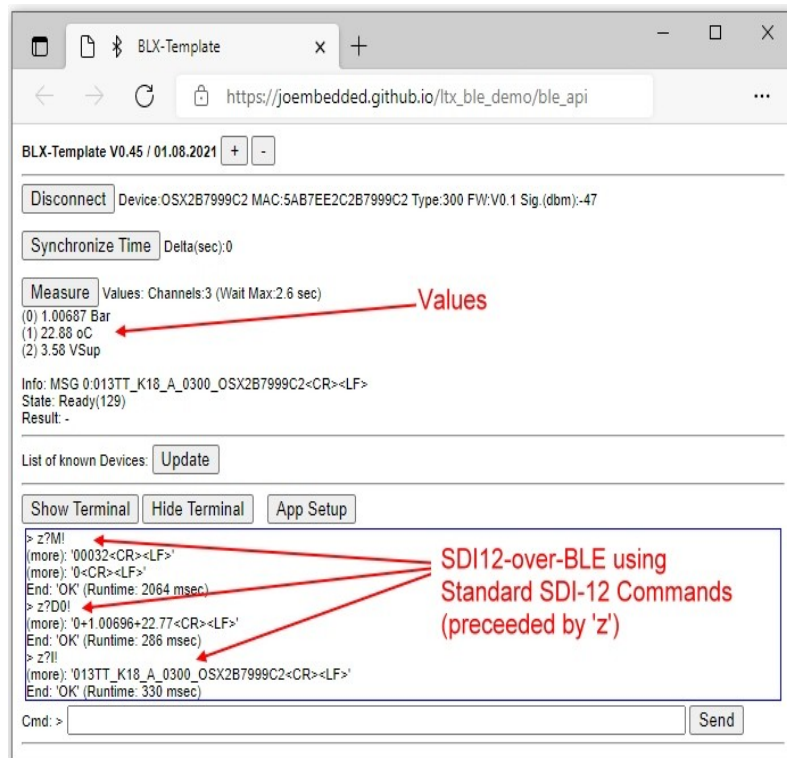 BLX-Template
https://joembedded.github.io/ltx_ble_demo/ble_api
BLX-Template V0.45 / 01.08.2021 + -
Disconnect Device:OSX2B7999C2 MAC:5AB7EE2C2B7999C2 Type:300 FW:V0.1 Sig.(dbm):-47
Synchronize Time Delta(sec):0
Measure Values: Channels:3 (Wait Max:2.6 sec)
Values
(0) 1.00687 Bar
(1) 22.88 oC
(2) 3.58 VSup
Info: MSG 0:013TT_K18_A_0300_OSX2B7999C2<CR><LF>
State: Ready(129)
Result: -
List of known Devices: Update
Show Terminal Hide Terminal App Setup
> z?M!
(more): '00032<CR><LF>'
(more): '0<CR><LF>'
End: 'OK' (Runtime: 2064 msec)
> z?D0!
(more): '0+1.00696+22.77<CR><LF>'
End: 'OK' (Runtime: 286 msec)
> z?I!
(more): '013TT_K18_A_0300_OSX2B7999C2<CR><LF>'
End: 'OK' (Runtime: 330 msec)
SDI12-over-BLE using
Standard SDI-12 Commands
(preceeded by 'z')
Cmd: > Send